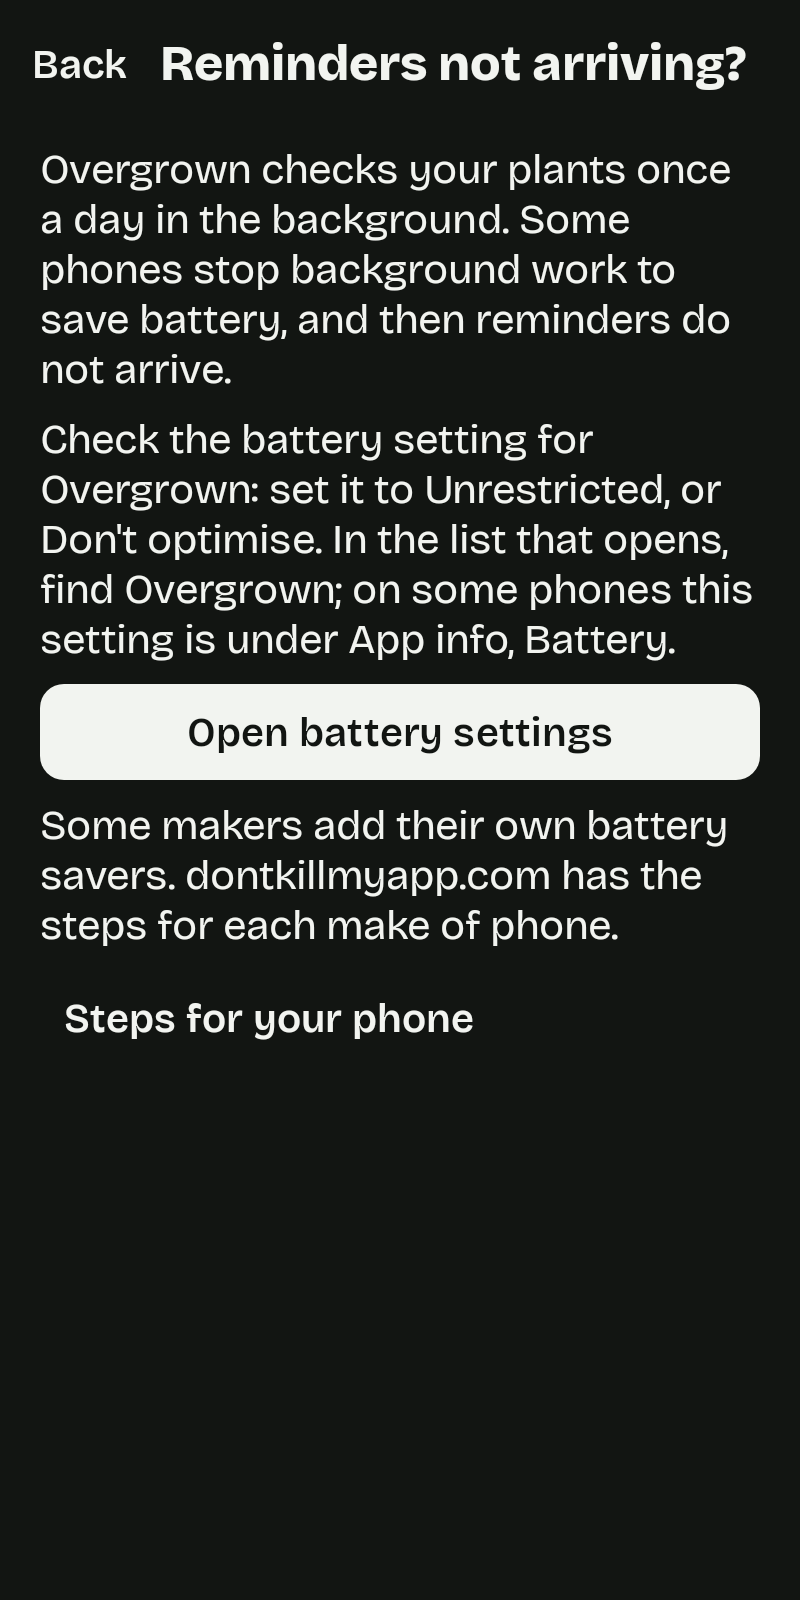 Back
Reminders not arriving?
Overgrown checks your plants once
a day in the background. Some
phones stop background work to
save battery, and then reminders do
not arrive.
Check the battery setting for
Overgrown: set it to Unrestricted, or
Don't optimise. In the list that opens,
find Overgrown; on some phones this
setting is under App info, Battery.
Open battery settings
Some makers add their own battery
savers. dontkillmyapp.com has the
steps for each make of phone.
Steps for your phone